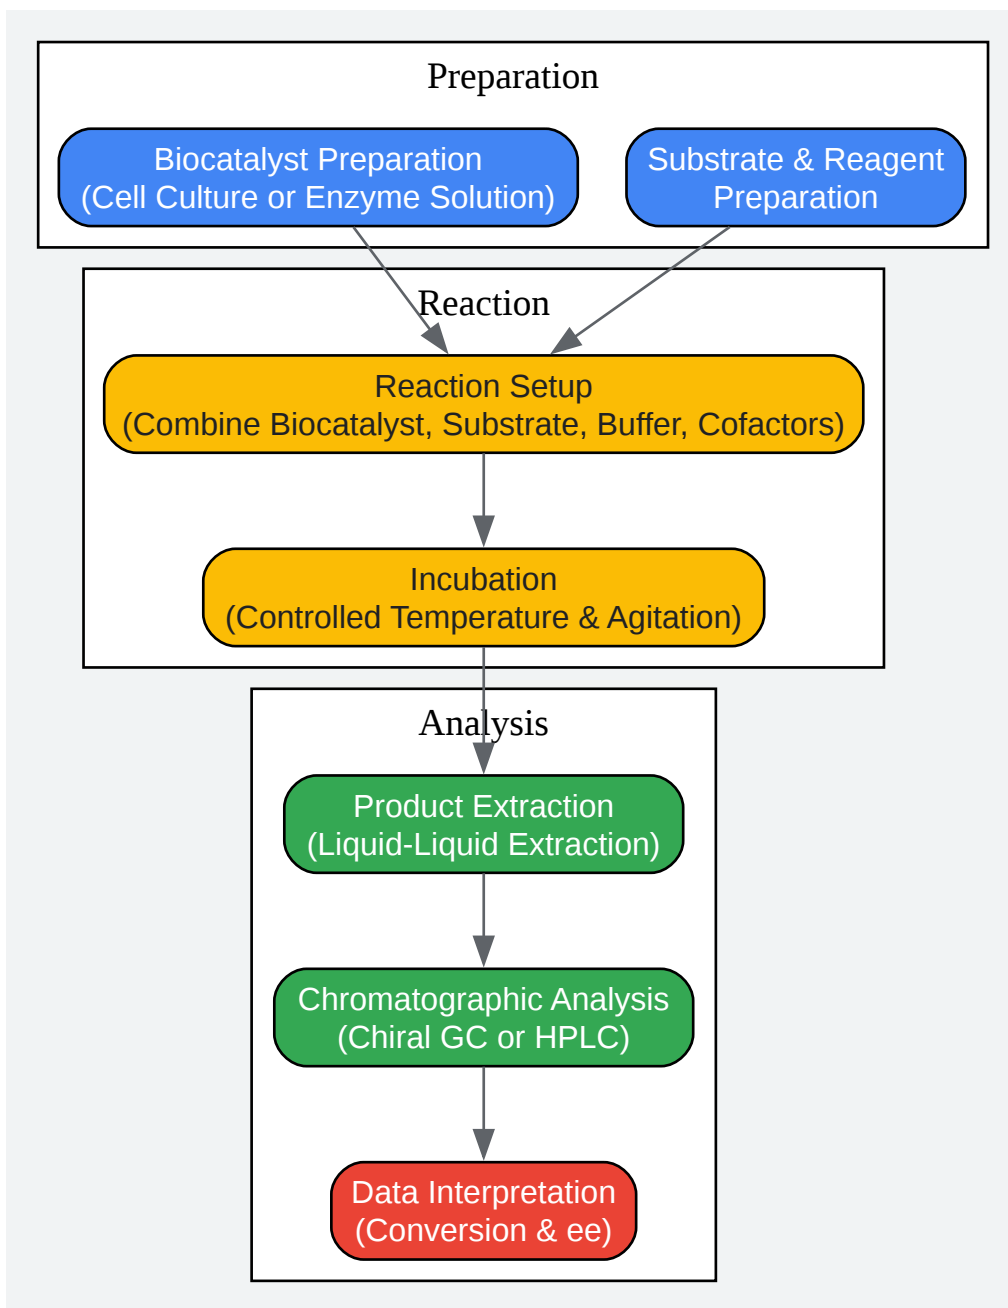 Preparation
Biocatalyst Preparation
(Cell Culture or Enzyme Solution)
Substrate & Reagent
Preparation
Reaction
Reaction Setup
(Combine Biocatalyst, Substrate, Buffer, Cofactors)
Incubation
(Controlled Temperature & Agitation)
Analysis
Product Extraction
(Liquid-Liquid Extraction)
Chromatographic Analysis
(Chiral GC or HPLC)
Data Interpretation
(Conversion & ee)